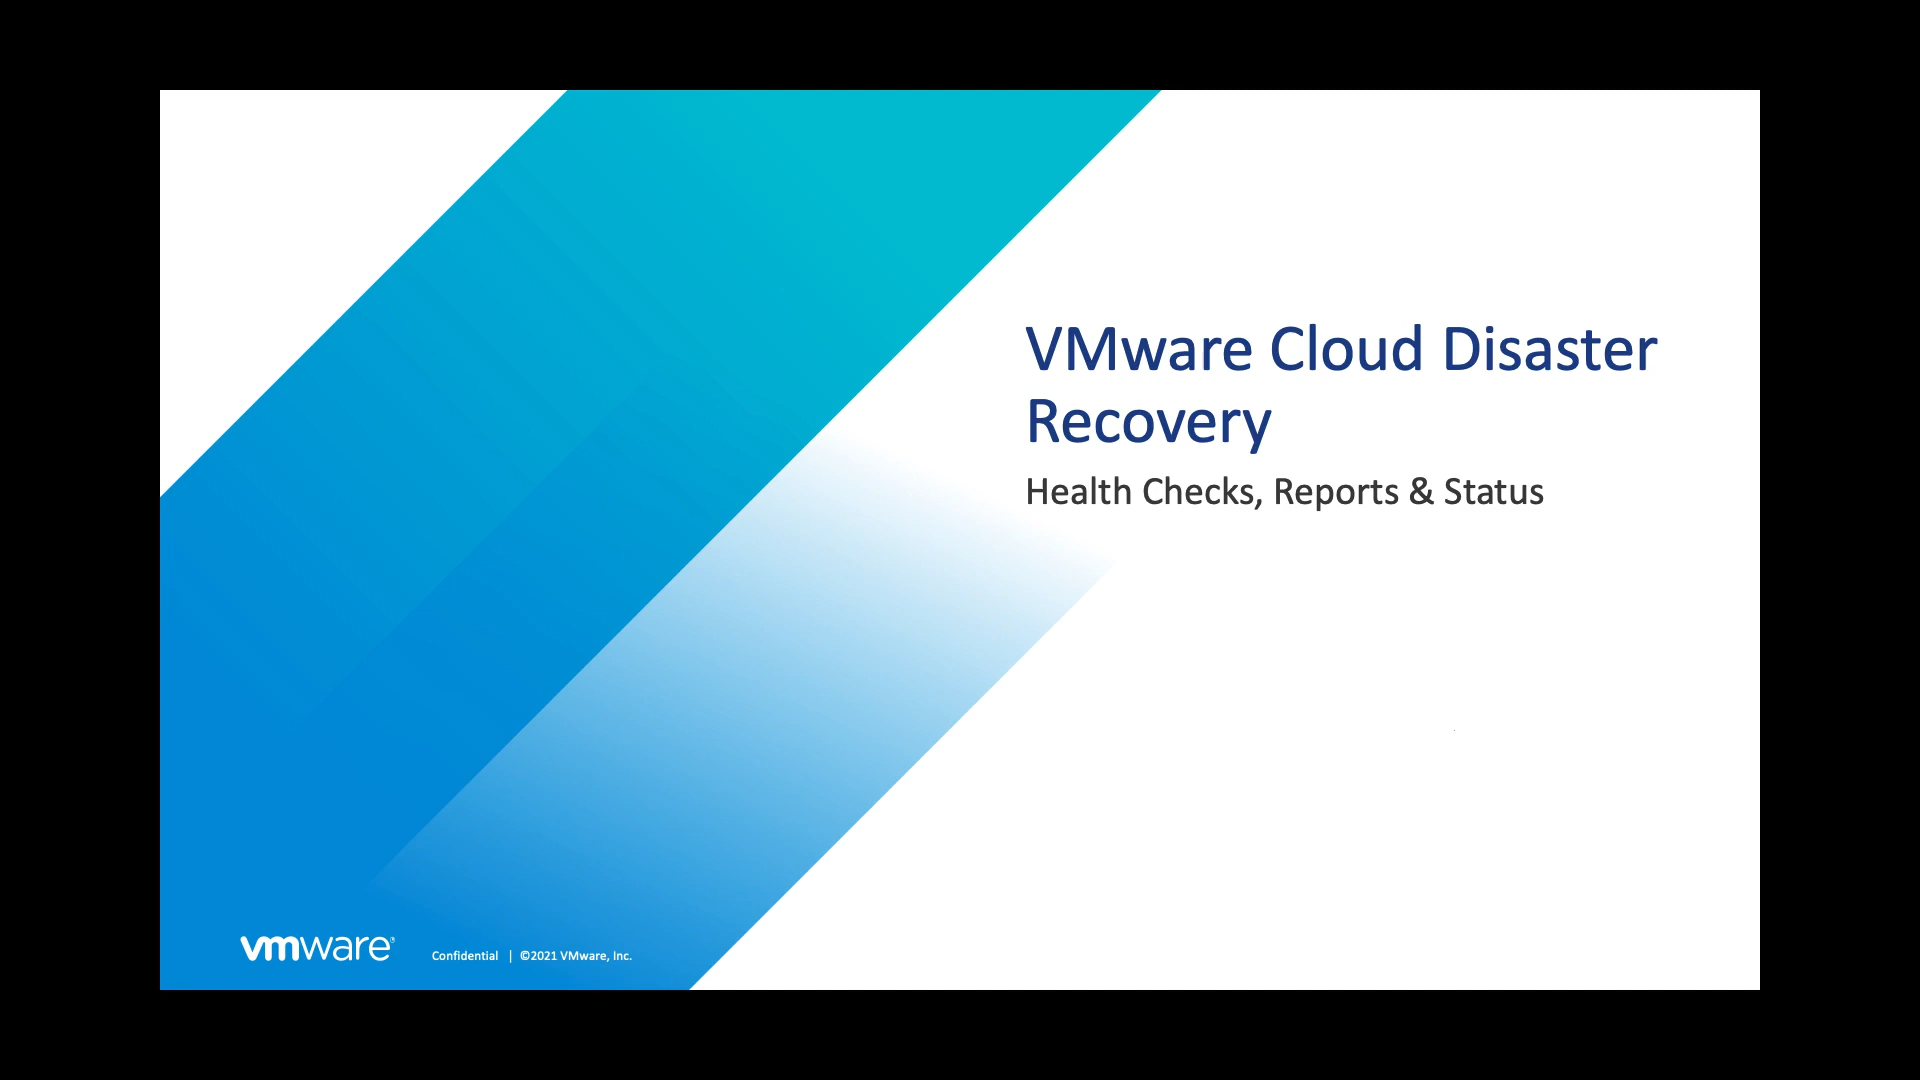 VMware Cloud Disaster
Recovery
Health Checks, Reports & Status
vmware®
Confidential | ©2021 VMware, Inc.